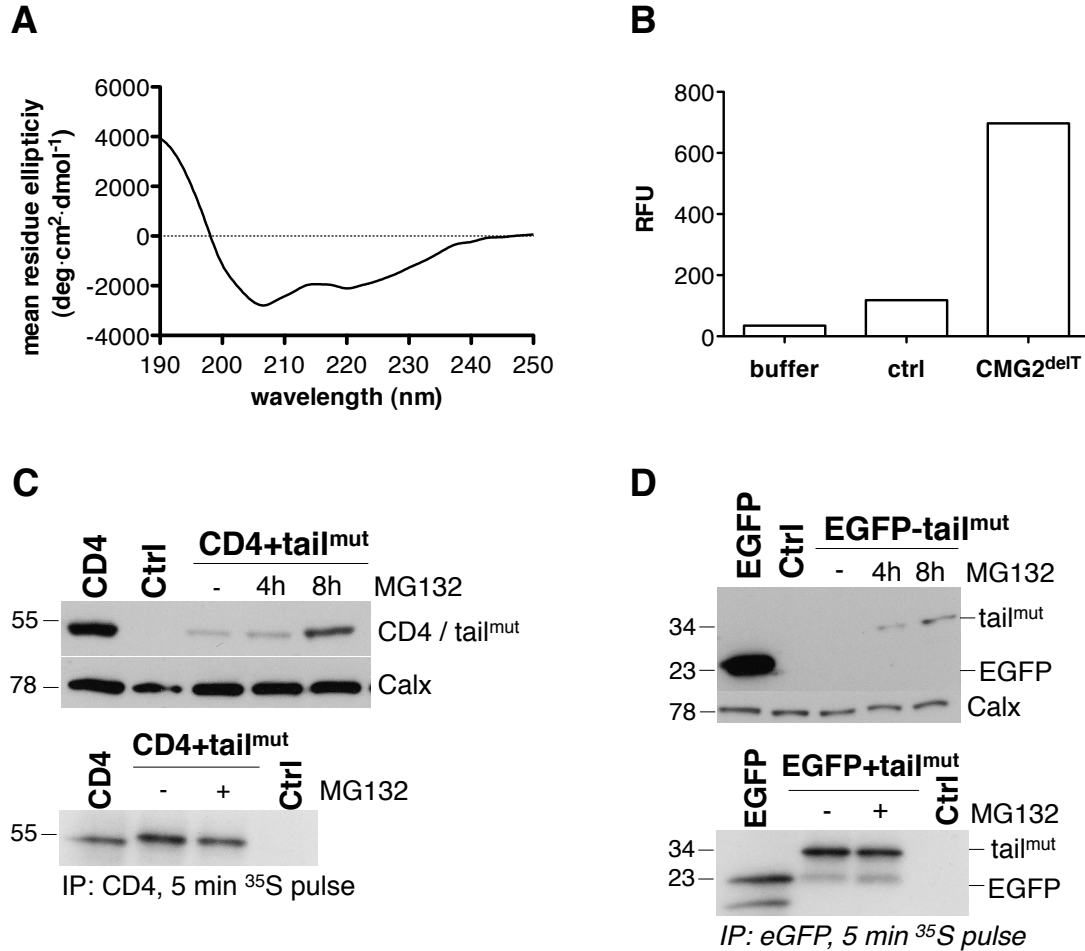 A
mean residue ellipticiy
(deg·cm²·dmol⁻¹)
6000
4000
2000
0
-2000
-4000
190 200 210 220 230 240 250
wavelength (nm)
B
RFU
800
600
400
200
0
buffer ctrl CMG2ᵈᵉˡᵀ
C
CD4 Ctrl CD4+tailᵐᵘᵗ
- 4h 8h MG132
55 CD4 / tailᵐᵘᵗ
78 Calx
CD4 CD4+tailᵐᵘᵗ Ctrl
- + MG132
55
IP: CD4, 5 min ³⁵S pulse
D
EGFP Ctrl EGFP-tailᵐᵘᵗ
- 4h 8h MG132
34 tailᵐᵘᵗ
23 EGFP
78 Calx
EGFP EGFP+tailᵐᵘᵗ Ctrl
- + MG132
34 tailᵐᵘᵗ
23 EGFP
IP: eGFP, 5 min ³⁵S pulse